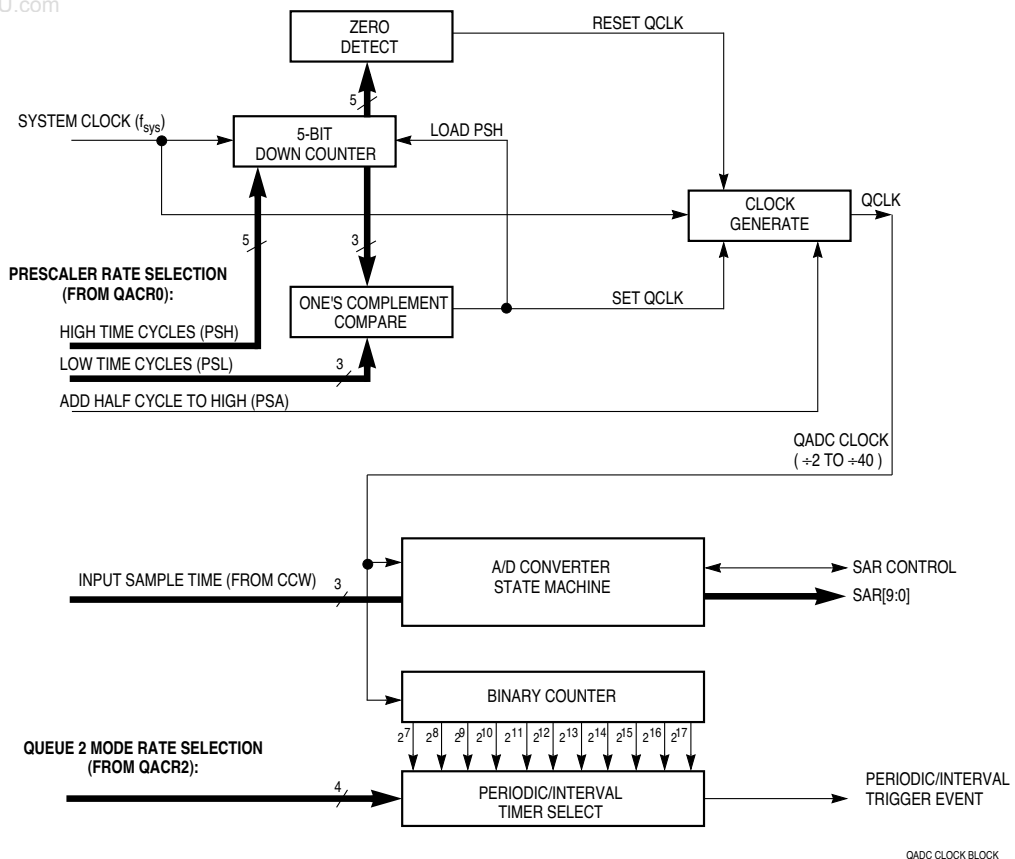 U.com
ZERO
DETECT
RESET QCLK
5
SYSTEM CLOCK (fsys)
5-BIT
DOWN COUNTER
LOAD PSH
CLOCK
GENERATE
QCLK
5
3
PRESCALER RATE SELECTION
(FROM QACR0):
ONE'S COMPLEMENT
COMPARE
SET QCLK
HIGH TIME CYCLES (PSH)
LOW TIME CYCLES (PSL)
3
ADD HALF CYCLE TO HIGH (PSA)
QADC CLOCK
( ÷2 TO ÷40 )
INPUT SAMPLE TIME (FROM CCW)
3
A/D CONVERTER
STATE MACHINE
SAR CONTROL
SAR[9:0]
BINARY COUNTER
2^7 2^8 2^9 2^10 2^11 2^12 2^13 2^14 2^15 2^16 2^17
QUEUE 2 MODE RATE SELECTION
(FROM QACR2):
4
PERIODIC/INTERVAL
TIMER SELECT
PERIODIC/INTERVAL
TRIGGER EVENT
QADC CLOCK BLOCK